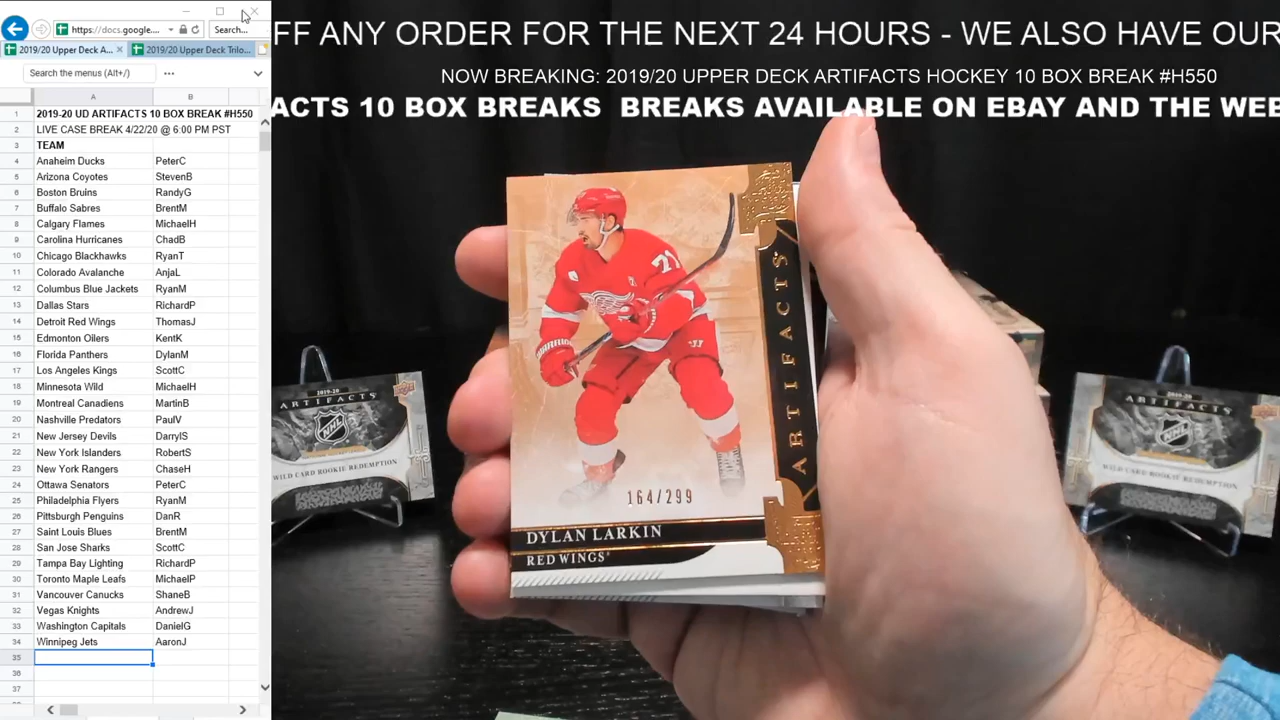 https://docs.google....
Search...
2019/20 Upper Deck A...
2019/20 Upper Deck Trilo...
Search the menus (Alt+/)
A B
1 2019-20 UD ARTIFACTS 10 BOX BREAK #H550
2 LIVE CASE BREAK 4/22/20 @ 6:00 PM PST
3 TEAM
4 Anaheim Ducks PeterC
5 Arizona Coyotes StevenB
6 Boston Bruins RandyG
7 Buffalo Sabres BrentM
8 Calgary Flames MichaelH
9 Carolina Hurricanes ChadB
10 Chicago Blackhawks RyanT
11 Colorado Avalanche AnjaL
12 Columbus Blue Jackets RyanM
13 Dallas Stars RichardP
14 Detroit Red Wings ThomasJ
15 Edmonton Oilers KentK
16 Florida Panthers DylanM
17 Los Angeles Kings ScottC
18 Minnesota Wild MichaelH
19 Montreal Canadiens MartinB
20 Nashville Predators PaulV
21 New Jersey Devils DarrylS
22 New York Islanders RobertS
23 New York Rangers ChaseH
24 Ottawa Senators PeterC
25 Philadelphia Flyers RyanM
26 Pittsburgh Penguins DanR
27 Saint Louis Blues BrentM
28 San Jose Sharks ScottC
29 Tampa Bay Lighting RichardP
30 Toronto Maple Leafs MichaelP
31 Vancouver Canucks ShaneB
32 Vegas Knights AndrewJ
33 Washington Capitals DanielG
34 Winnipeg Jets AaronJ
35
36
37
FF ANY ORDER FOR THE NEXT 24 HOURS - WE ALSO HAVE OUR
NOW BREAKING: 2019/20 UPPER DECK ARTIFACTS HOCKEY 10 BOX BREAK #H550
ACTS 10 BOX BREAKS BREAKS AVAILABLE ON EBAY AND THE WEE
71
ARTIFACTS
164/299
DYLAN LARKIN
RED WINGS
2019-20
ARTIFACTS
NHL
WILD CARD ROOKIE REDEMPTION
2019-20
ARTIFACTS
NHL
WILD CARD ROOKIE REDEMPTION